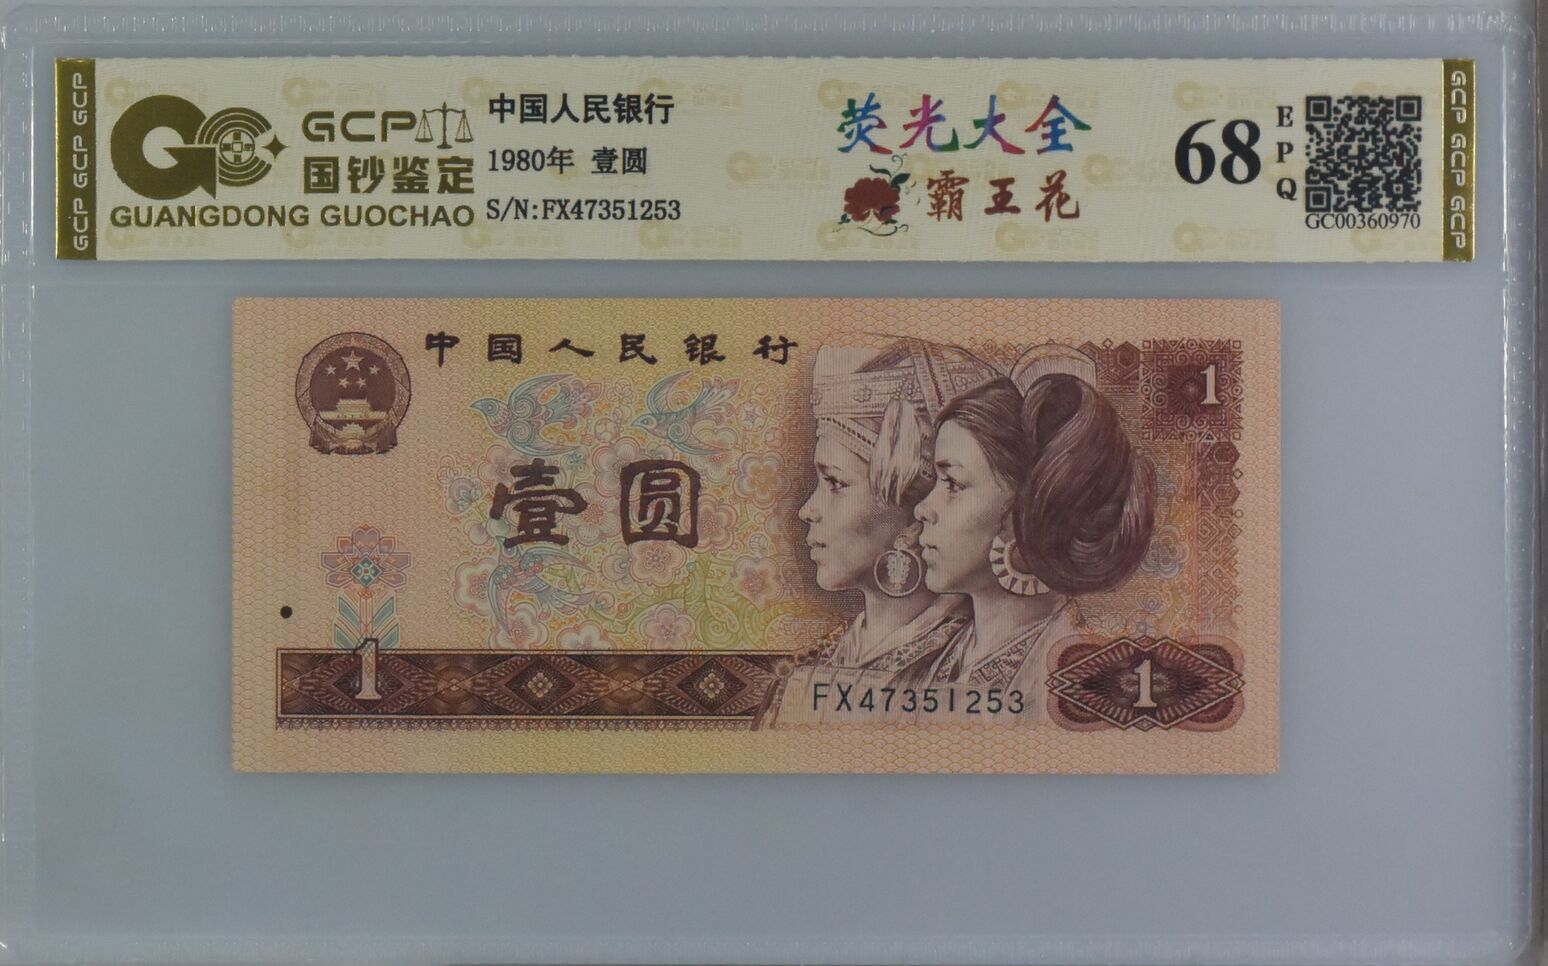 GCP GCP GCP
GCP
国钞鉴定
GUANGDONG GUOCHAO
中国人民银行
1980年 壹圆
S/N:FX47351253
荧光大全
霸王花
68
EPQ
GC00360970
GCP GCP GCP
中国人民银行
1
壹圆
1
FX47351253
1